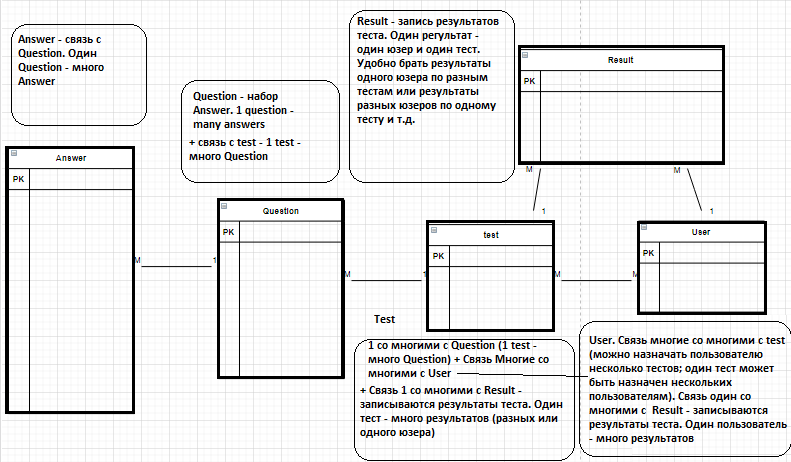 Answer - связь с
Question. Один
Question - много
Answer
Question - набор
Answer. 1 question -
many answers
+ связь с test - 1 test -
много Question
Result - запись результатов
теста. Один регультат -
один юзер и один тест.
Удобно брать результаты
одного юзера по разным
тестам или результаты
разных юзеров по одному
тесту и т.д.
Result
PK
Answer
PK
Question
PK
test
PK
User
PK
M
M
1
1
M
1
M
1
M
M
Test
1 со многими с Question (1 test -
много Question) + Связь Многие со
многими с User
+ Связь 1 со многими с Result -
записываются результаты теста. Один
тест - много результатов (разных или
одного юзера)
User. Связь многие со многими с test
(можно назначать пользователю
несколько тестов; один тест может
быть назначен нескольких
пользователям). Связь один со
многими с Result - записываются
результаты теста. Один пользователь
- много результатов